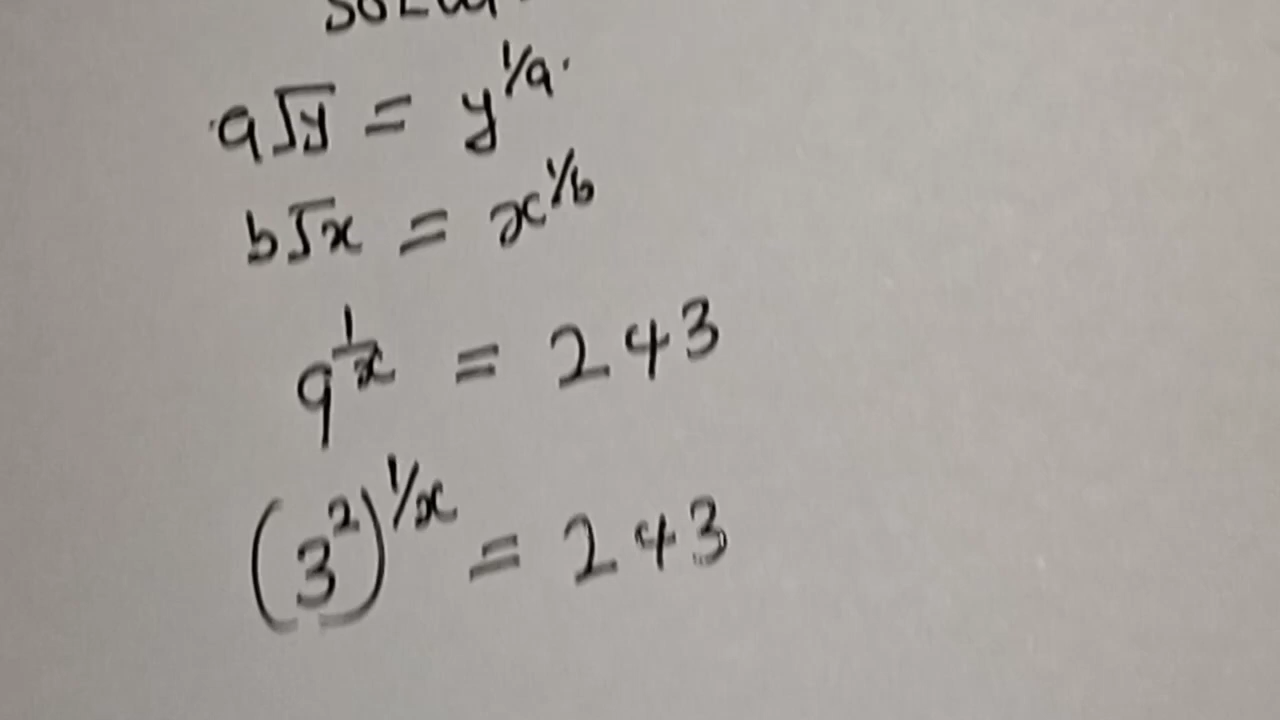 a√y = y^1/a.
b√x = x^1/b
9^1/x = 243
(3^2)^1/x = 243